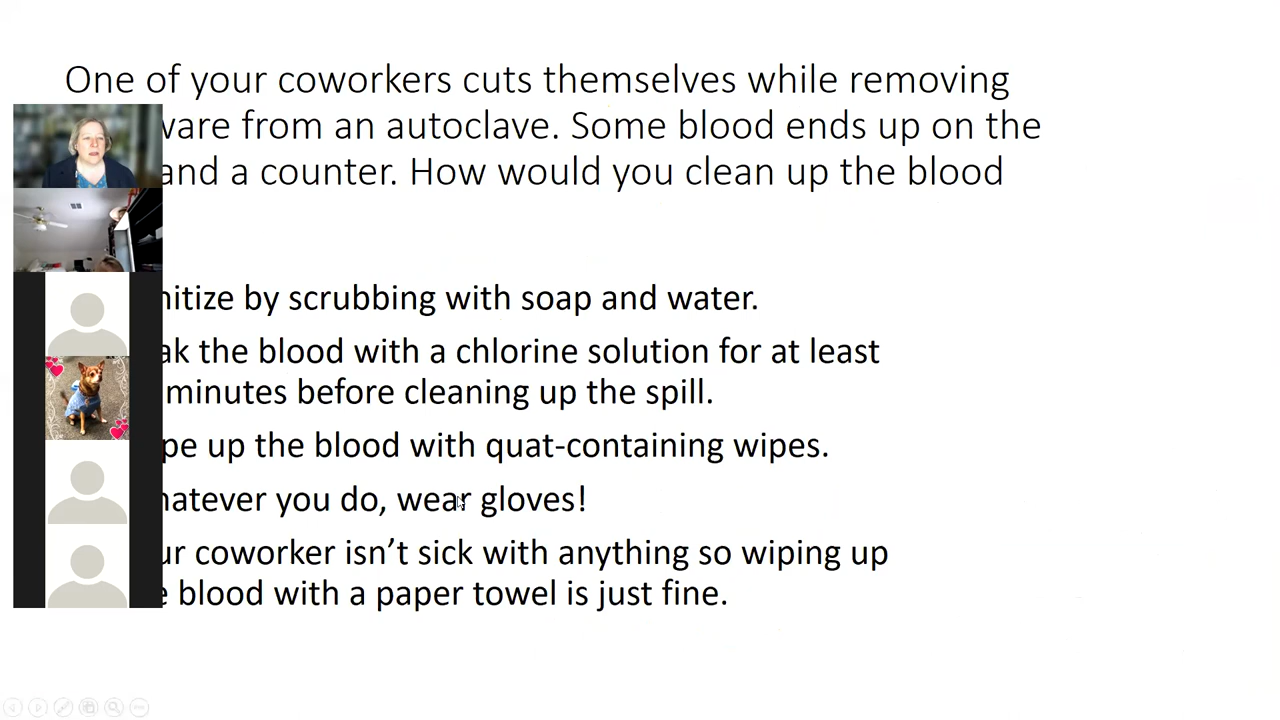 One of your coworkers cuts themselves while removing
ware from an autoclave. Some blood ends up on the
and a counter. How would you clean up the blood
nitize by scrubbing with soap and water.
ak the blood with a chlorine solution for at least
minutes before cleaning up the spill.
pe up the blood with quat-containing wipes.
hatever you do, wear gloves!
ur coworker isn't sick with anything so wiping up
e blood with a paper towel is just fine.